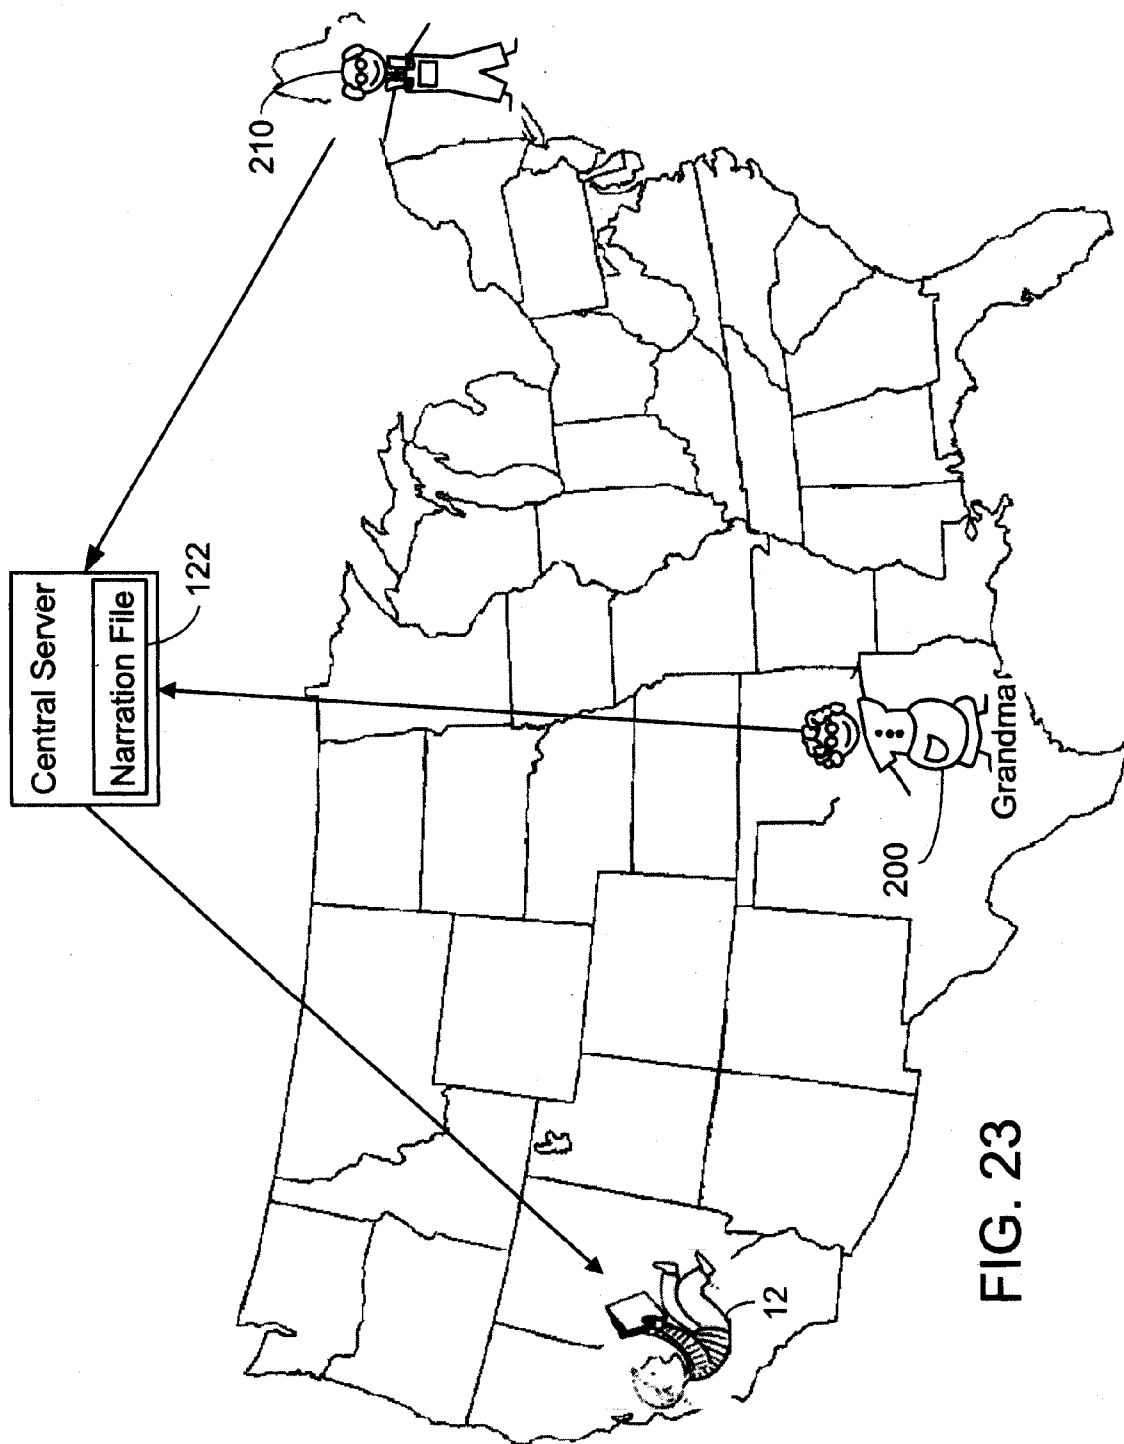 Central Server
Narration File
122
210
Grandma
200
12
FIG. 23